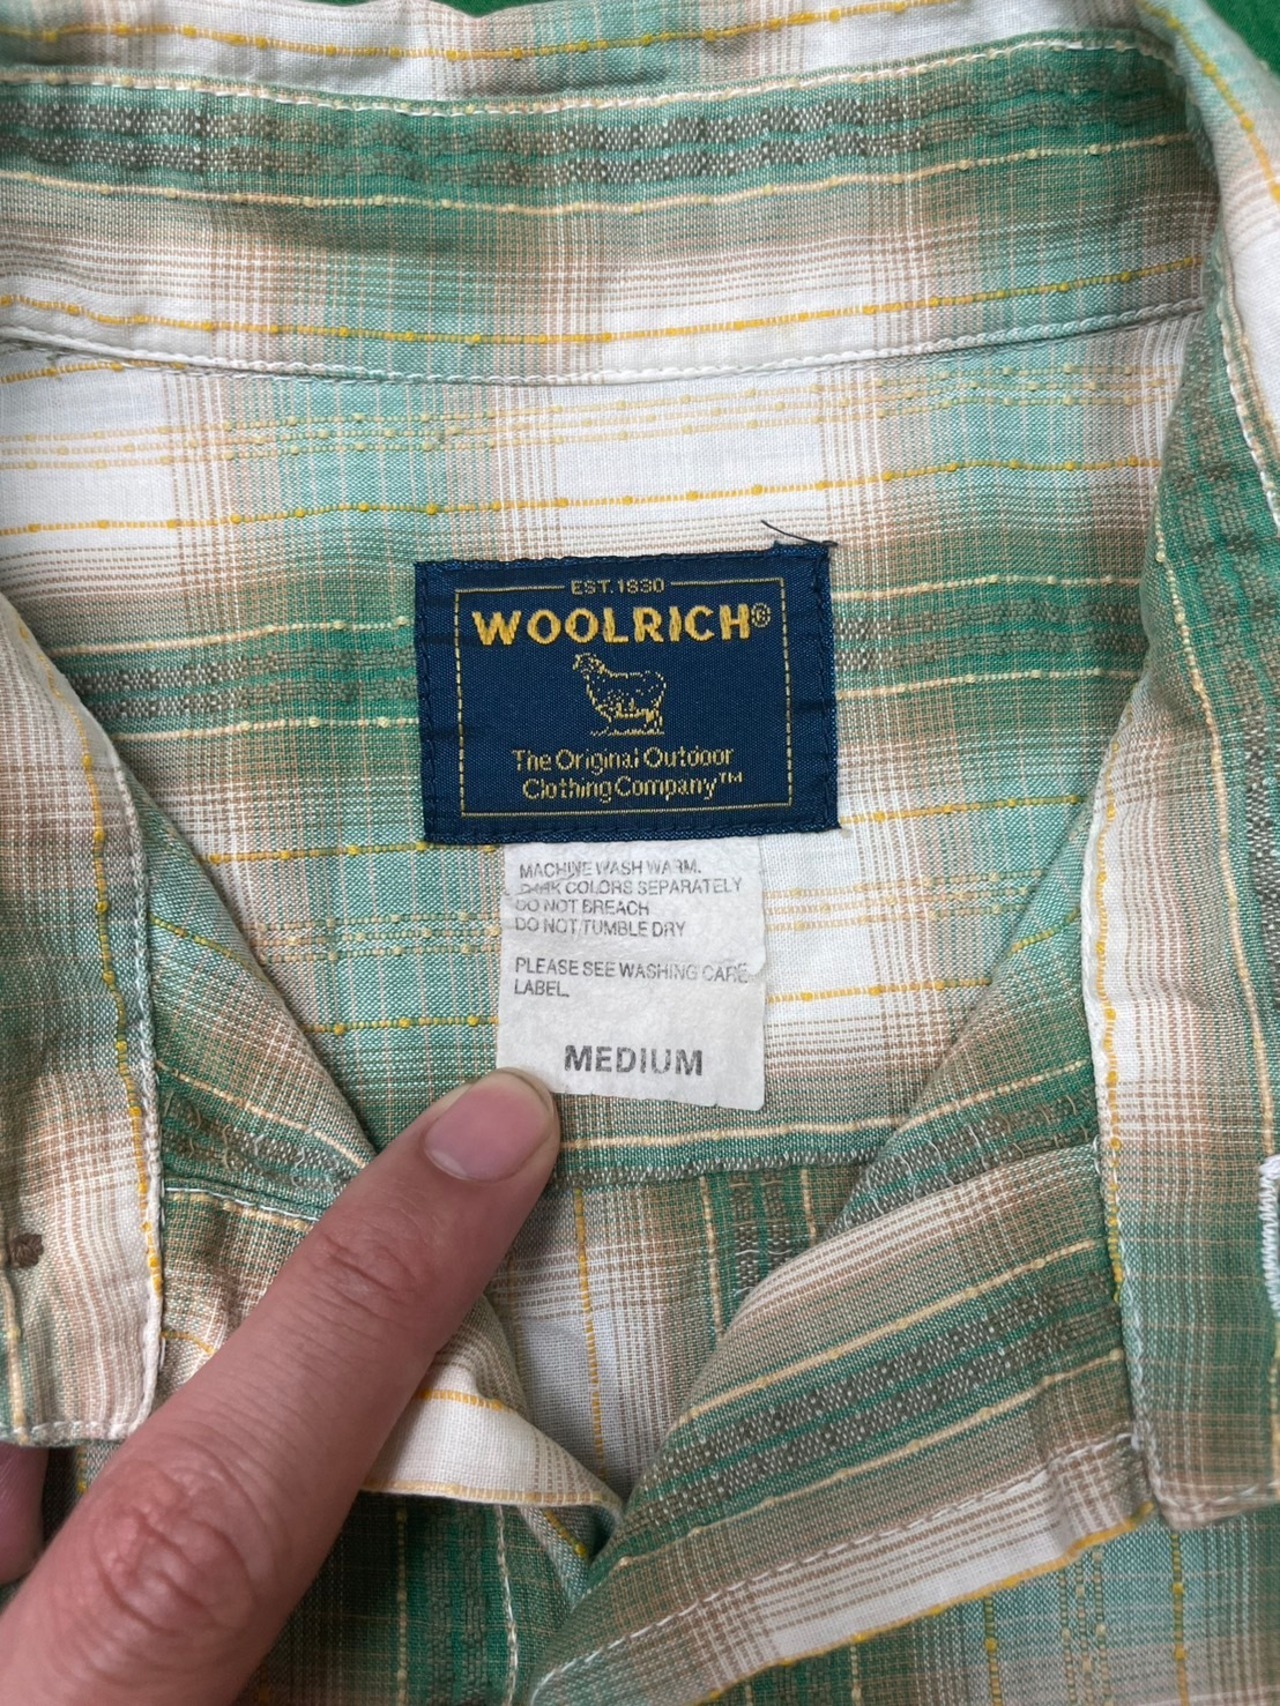 EST. 1830
WOOLRICH®
The Original Outdoor
Clothing Company™
MACHINE WASH WARM.
DARK COLORS SEPARATELY
DO NOT BREACH
DO NOT TUMBLE DRY
PLEASE SEE WASHING CARE
LABEL.
MEDIUM